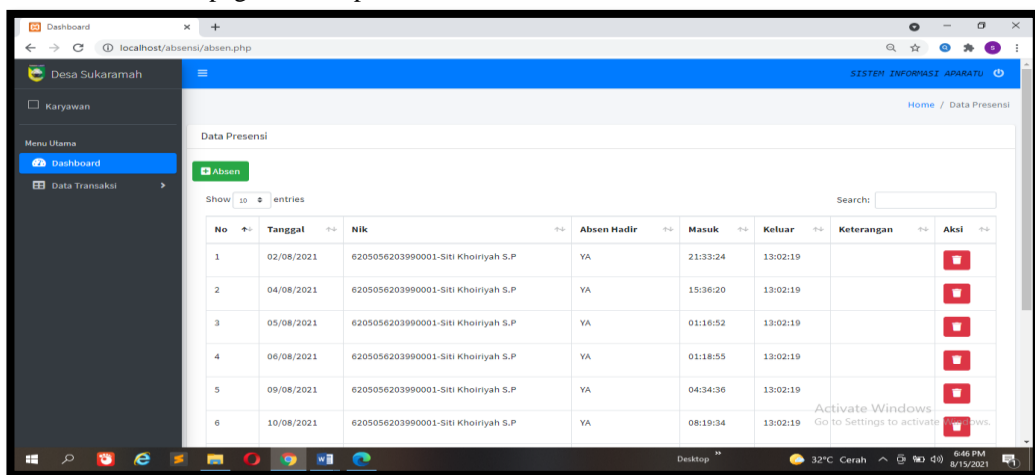 Dashboard
localhost/absensi/absen.php
Desa Sukaramah
SISTEM INFORMASI APARATU
Karyawan
Home / Data Presensi
Menu Utama
Data Presensi
Dashboard
Absen
Data Transaksi
Show 10 entries
Search:
No Tanggal Nik Absen Hadir Masuk Keluar Keterangan Aksi
1 02/08/2021 6205056203990001-Siti Khoiriyah S.P YA 21:33:24 13:02:19
2 04/08/2021 6205056203990001-Siti Khoiriyah S.P YA 15:36:20 13:02:19
3 05/08/2021 6205056203990001-Siti Khoiriyah S.P YA 01:16:52 13:02:19
4 06/08/2021 6205056203990001-Siti Khoiriyah S.P YA 01:18:55 13:02:19
5 09/08/2021 6205056203990001-Siti Khoiriyah S.P YA 04:34:36 13:02:19
6 10/08/2021 6205056203990001-Siti Khoiriyah S.P YA 08:19:34 13:02:19
Activate Windows
Go to Settings to activate Windows.
Desktop
32°C Cerah
6:46 PM
8/15/2021